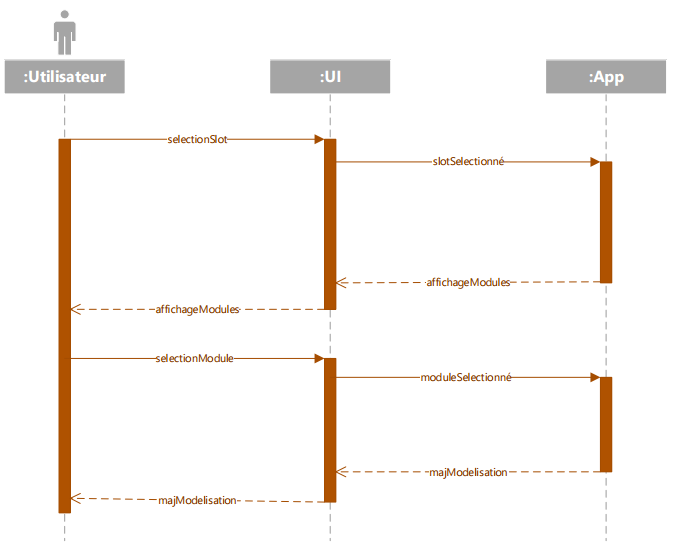 :Utilisateur
:UI
:App
selectionSlot
slotSelectionné
affichageModules
affichageModules
selectionModule
moduleSelectionné
majModelisation
majModelisation